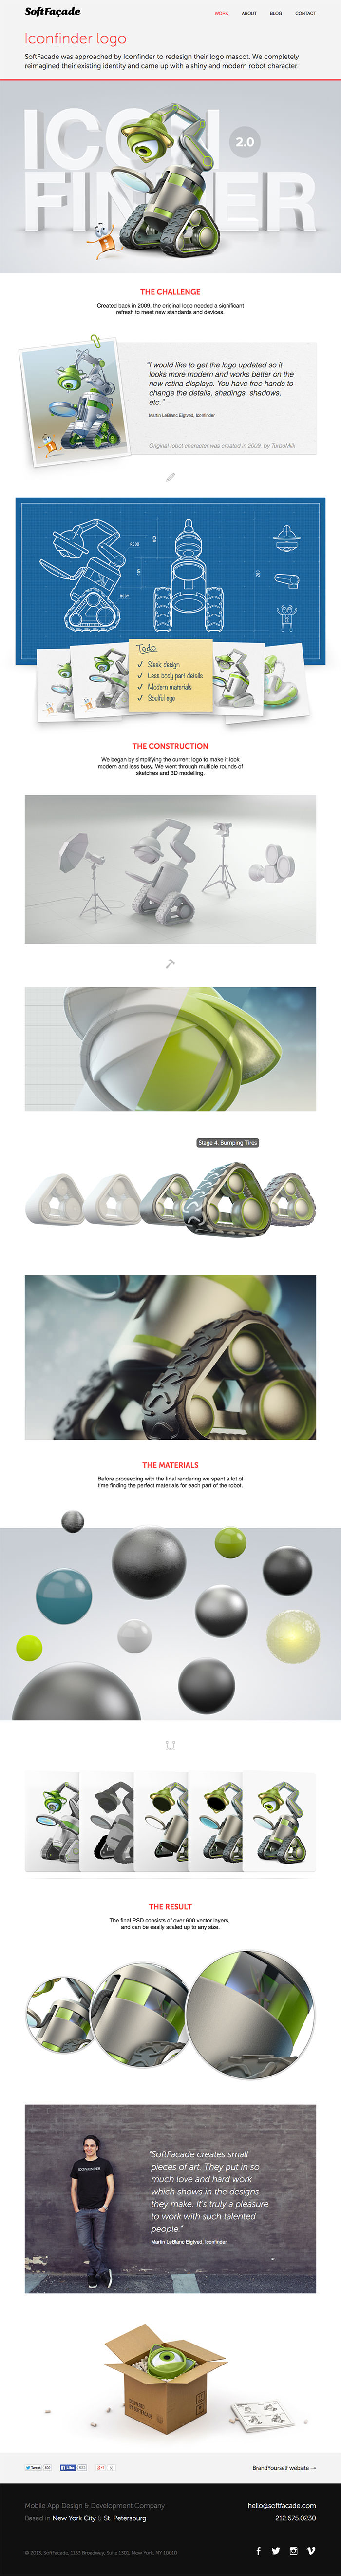 SoftFaçade
WORK ABOUT BLOG CONTACT
Iconfinder logo
SoftFacade was approached by Iconfinder to redesign their logo mascot. We completely
reimagined their existing identity and came up with a shiny and modern robot character.
ICON
FINDER
2.0
THE CHALLENGE
Created back in 2009, the original logo needed a significant
refresh to meet new standards and devices.
"I would like to get the logo updated so it
looks more modern and works better on the
new retina displays. You have free hands to
change the details, shadings, shadows,
etc."
Martin LeBlanc Eigtved, Iconfinder
Original robot character was created in 2009, by TurboMilk
BODY
BODY
Todo
✓ Sleek design
✓ Less body part details
✓ Modern materials
✓ Soulful eye
THE CONSTRUCTION
We began by simplifying the current logo to make it look
modern and less busy. We went through multiple rounds of
sketches and 3D modelling.
Stage 4. Bumping Tires
THE MATERIALS
Before proceeding with the final rendering we spent a lot of
time finding the perfect materials for each part of the robot.
THE RESULT
The final PSD consists of over 600 vector layers,
and can be easily scaled up to any size.
ICONFINDER
"SoftFacade creates small
pieces of art. They put in so
much love and hard work
which shows in the designs
they make. It's truly a pleasure
to work with such talented
people."
Martin LeBlanc Eigtved, Iconfinder
DELIVERED
BY SOFTFACADE
Tweet
Like
BrandYourself website →
Mobile App Design & Development Company
Based in New York City & St. Petersburg
hello@softfacade.com
212.675.0230
© 2013, SoftFacade, 1133 Broadway, Suite 1301, New York, NY 10010